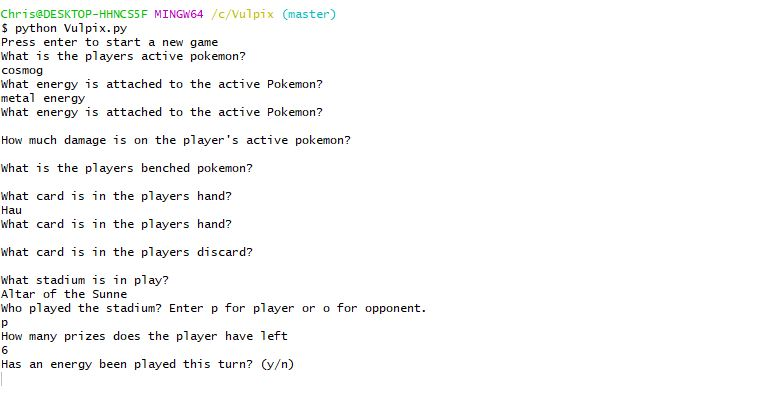 Chris@DESKTOP-HHNCS5F MINGW64 /c/Vulpix (master)
$ python Vulpix.py
Press enter to start a new game
What is the players active pokemon?
cosmog
What energy is attached to the active Pokemon?
metal energy
What energy is attached to the active Pokemon?
How much damage is on the player's active pokemon?
What is the players benched pokemon?
What card is in the players hand?
Hau
What card is in the players hand?
What card is in the players discard?
What stadium is in play?
Altar of the Sunne
Who played the stadium? Enter p for player or o for opponent.
p
How many prizes does the player have left
6
Has an energy been played this turn? (y/n)